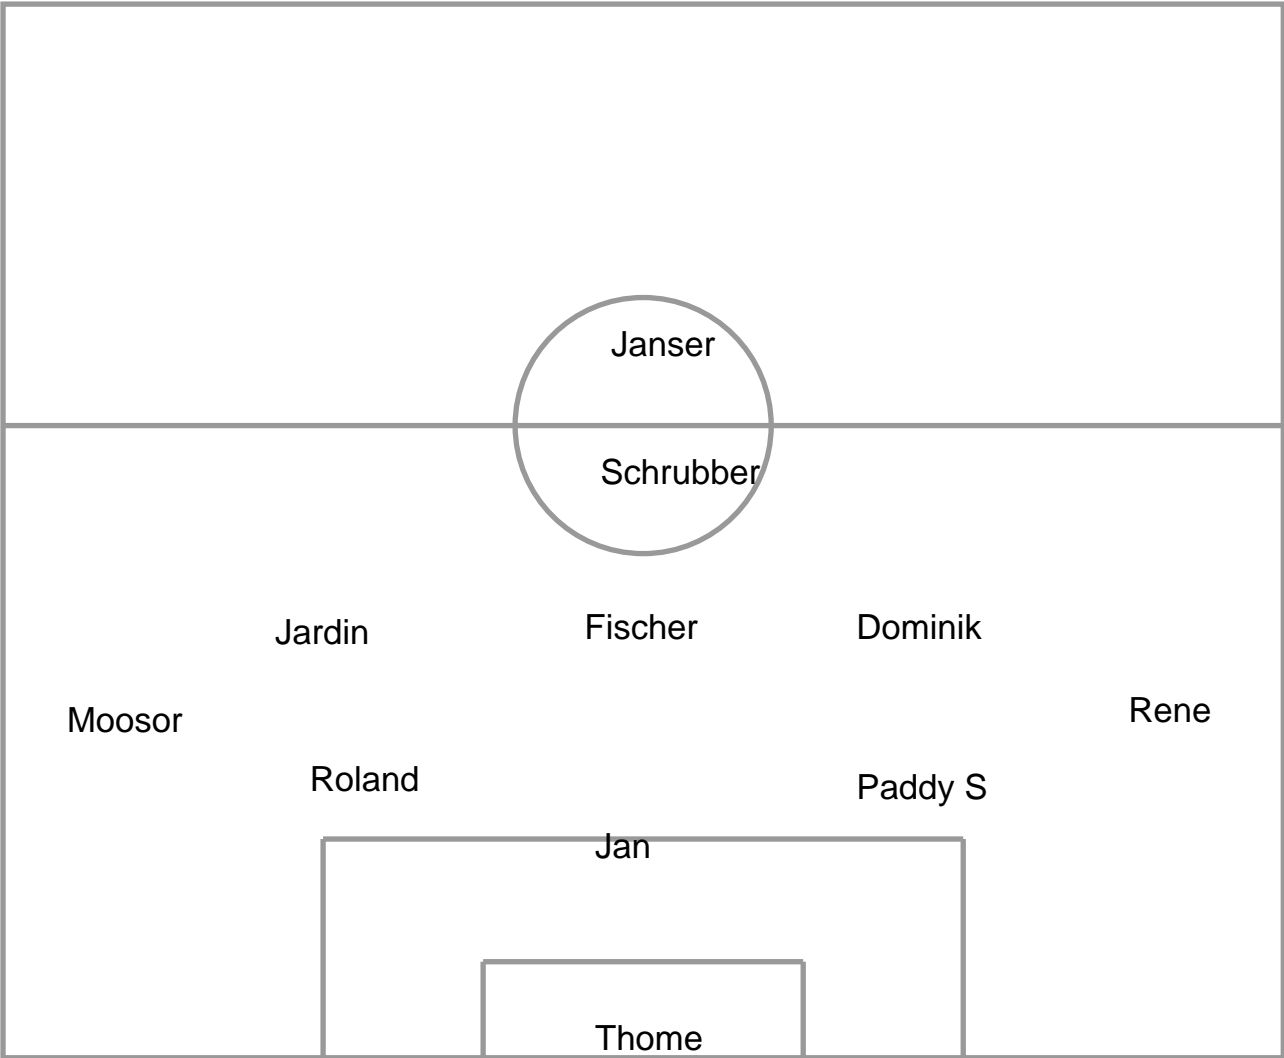 Janser
Schrubber
Jardin
Fischer
Dominik
Moosor
Rene
Roland
Paddy S
Jan
Thome